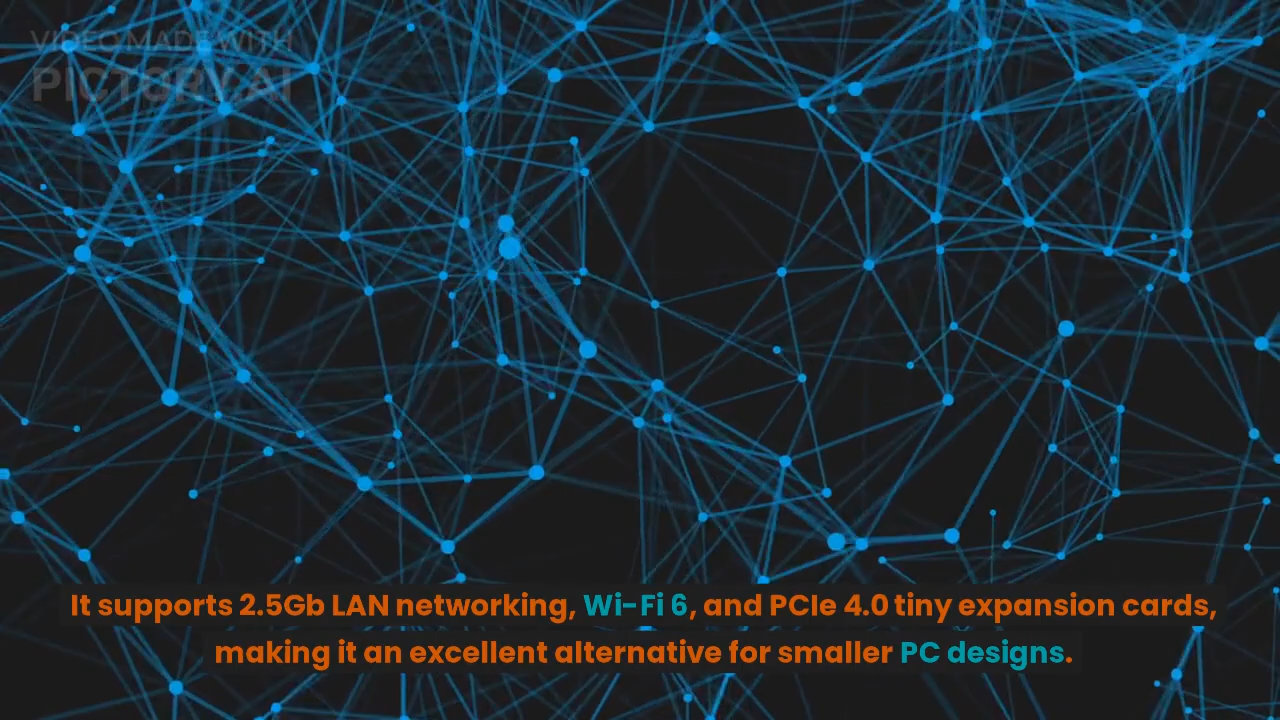 VIDEO MADE WITH
PICTORY.AI
It supports 2.5Gb LAN networking, Wi-Fi 6, and PCIe 4.0 tiny expansion cards,
making it an excellent alternative for smaller PC designs.